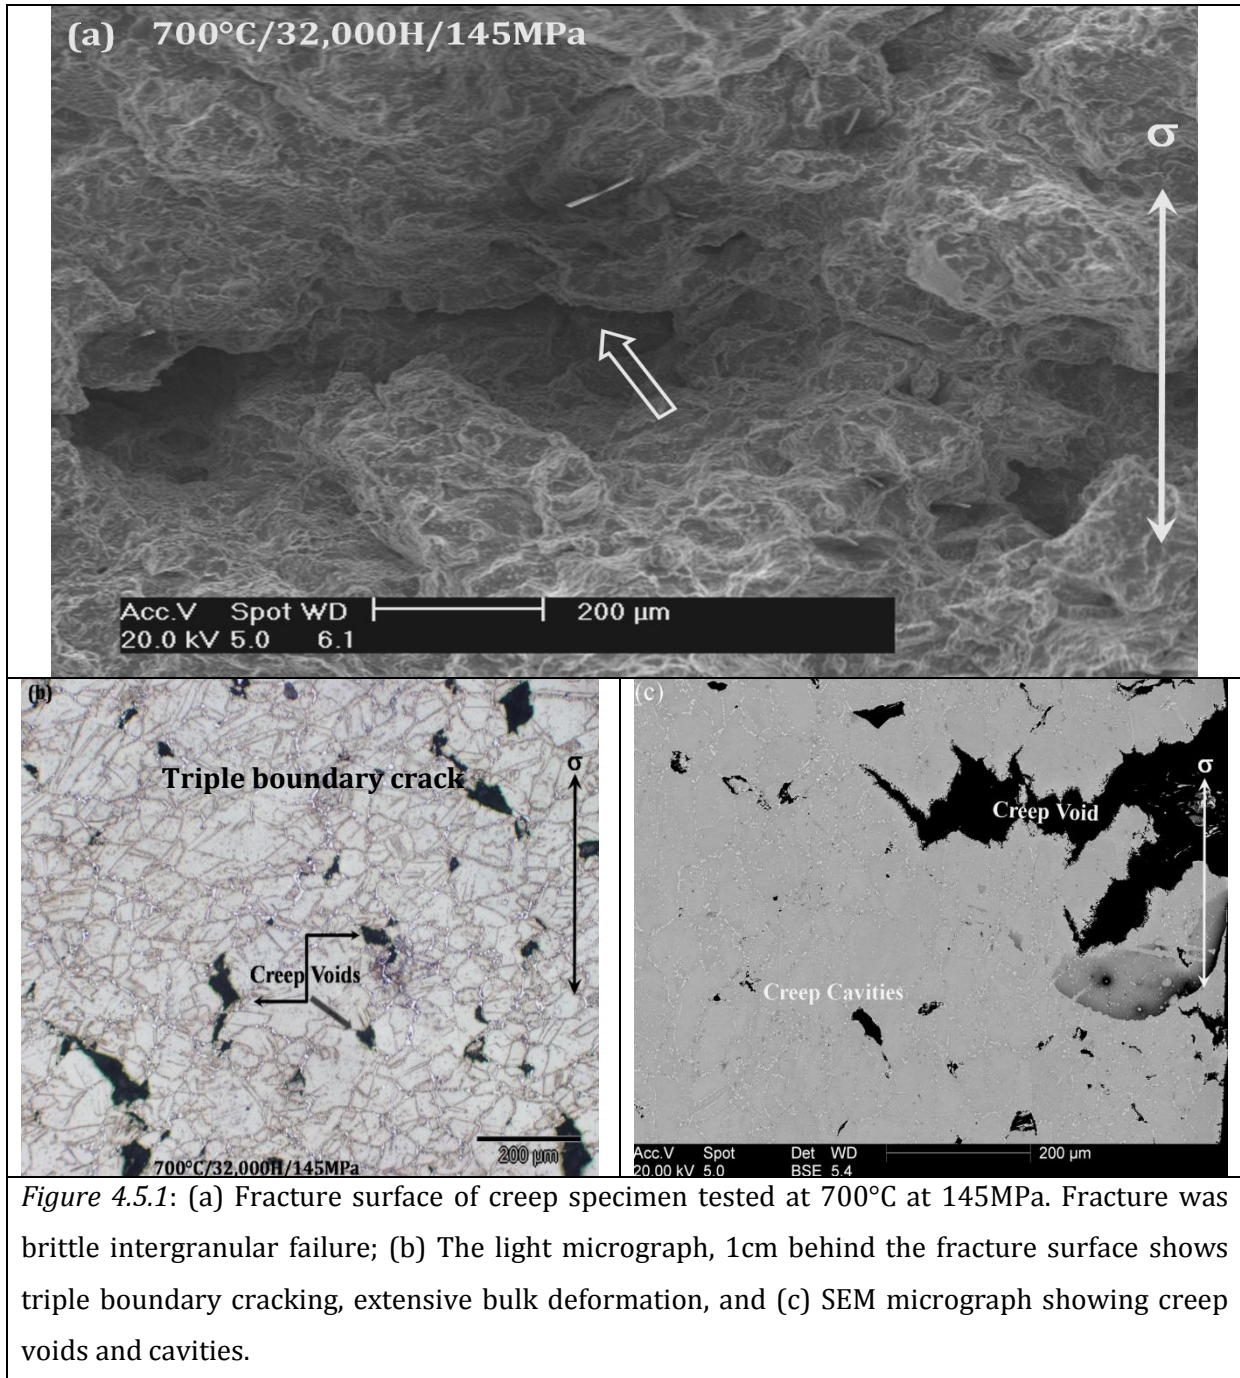 (a) 700°C/32,000H/145MPa
σ
Acc.V Spot WD 200 µm
20.0 kV 5.0 6.1
(b)
σ
Triple boundary crack
Creep Voids
200 µm
700°C/32,000H/145MPa
(c)
σ
Creep Void
Creep Cavities
Acc.V Spot Det WD 200 µm
20.00 kV 5.0 BSE 5.4
Figure 4.5.1: (a) Fracture surface of creep specimen tested at 700°C at 145MPa. Fracture was
brittle intergranular failure; (b) The light micrograph, 1cm behind the fracture surface shows
triple boundary cracking, extensive bulk deformation, and (c) SEM micrograph showing creep
voids and cavities.